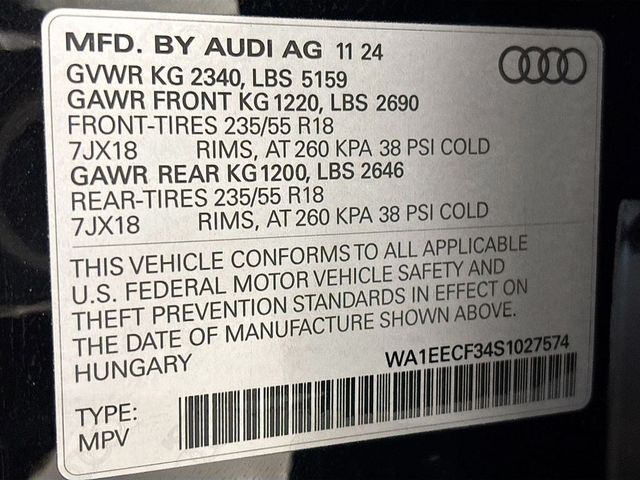 MFD. BY AUDI AG 11 24
GVWR KG 2340, LBS 5159
GAWR FRONT KG 1220, LBS 2690
FRONT-TIRES 235/55 R18
7JX18 RIMS, AT 260 KPA 38 PSI COLD
GAWR REAR KG 1200, LBS 2646
REAR-TIRES 235/55 R18
7JX18 RIMS, AT 260 KPA 38 PSI COLD
THIS VEHICLE CONFORMS TO ALL APPLICABLE
U.S. FEDERAL MOTOR VEHICLE SAFETY AND
THEFT PREVENTION STANDARDS IN EFFECT ON
THE DATE OF MANUFACTURE SHOWN ABOVE.
HUNGARY WA1EECF34S1027574
TYPE:
MPV